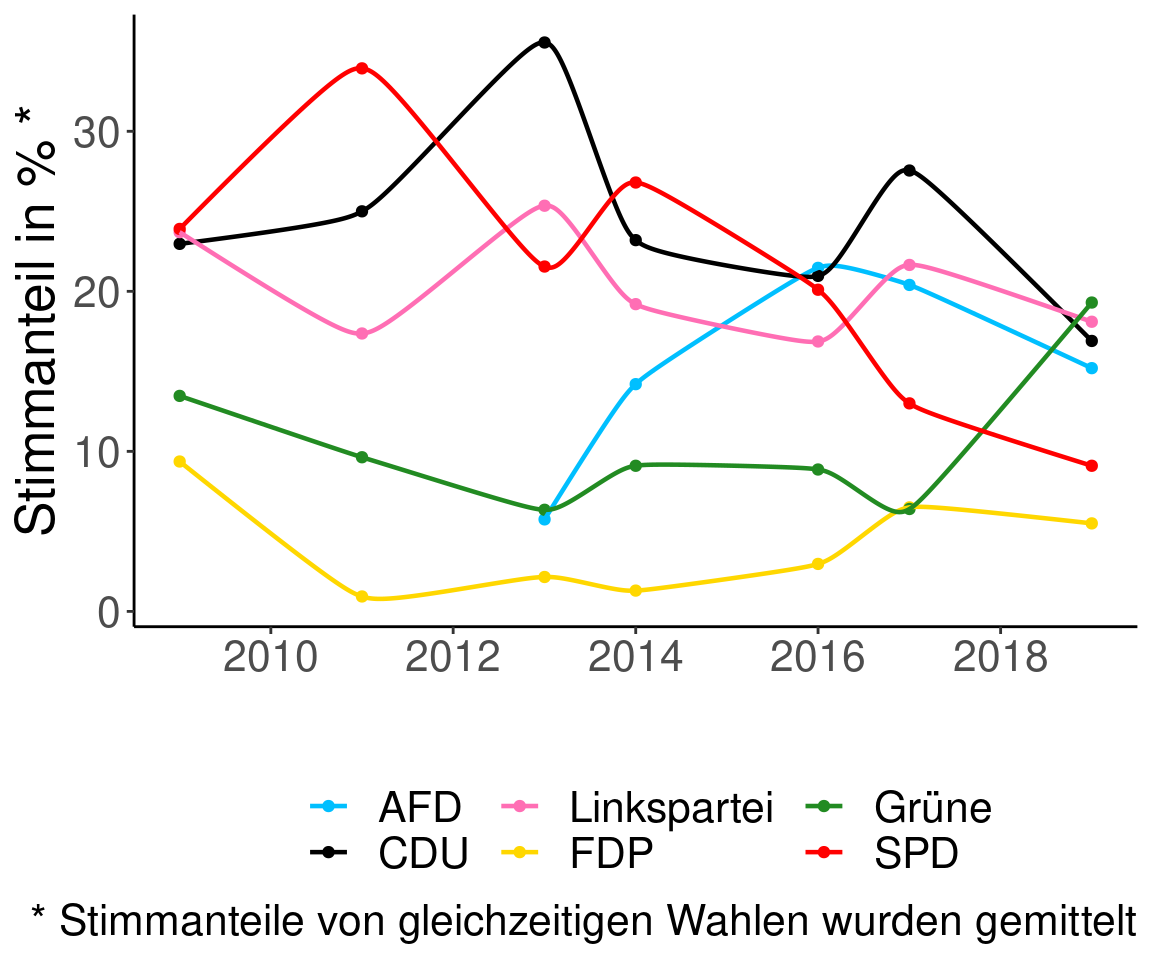 Stimmanteil in % *
30
20
10
0
2010 2012 2014 2016 2018
AFD Linkspartei Grüne
CDU FDP SPD
* Stimmanteile von gleichzeitigen Wahlen wurden gemittelt